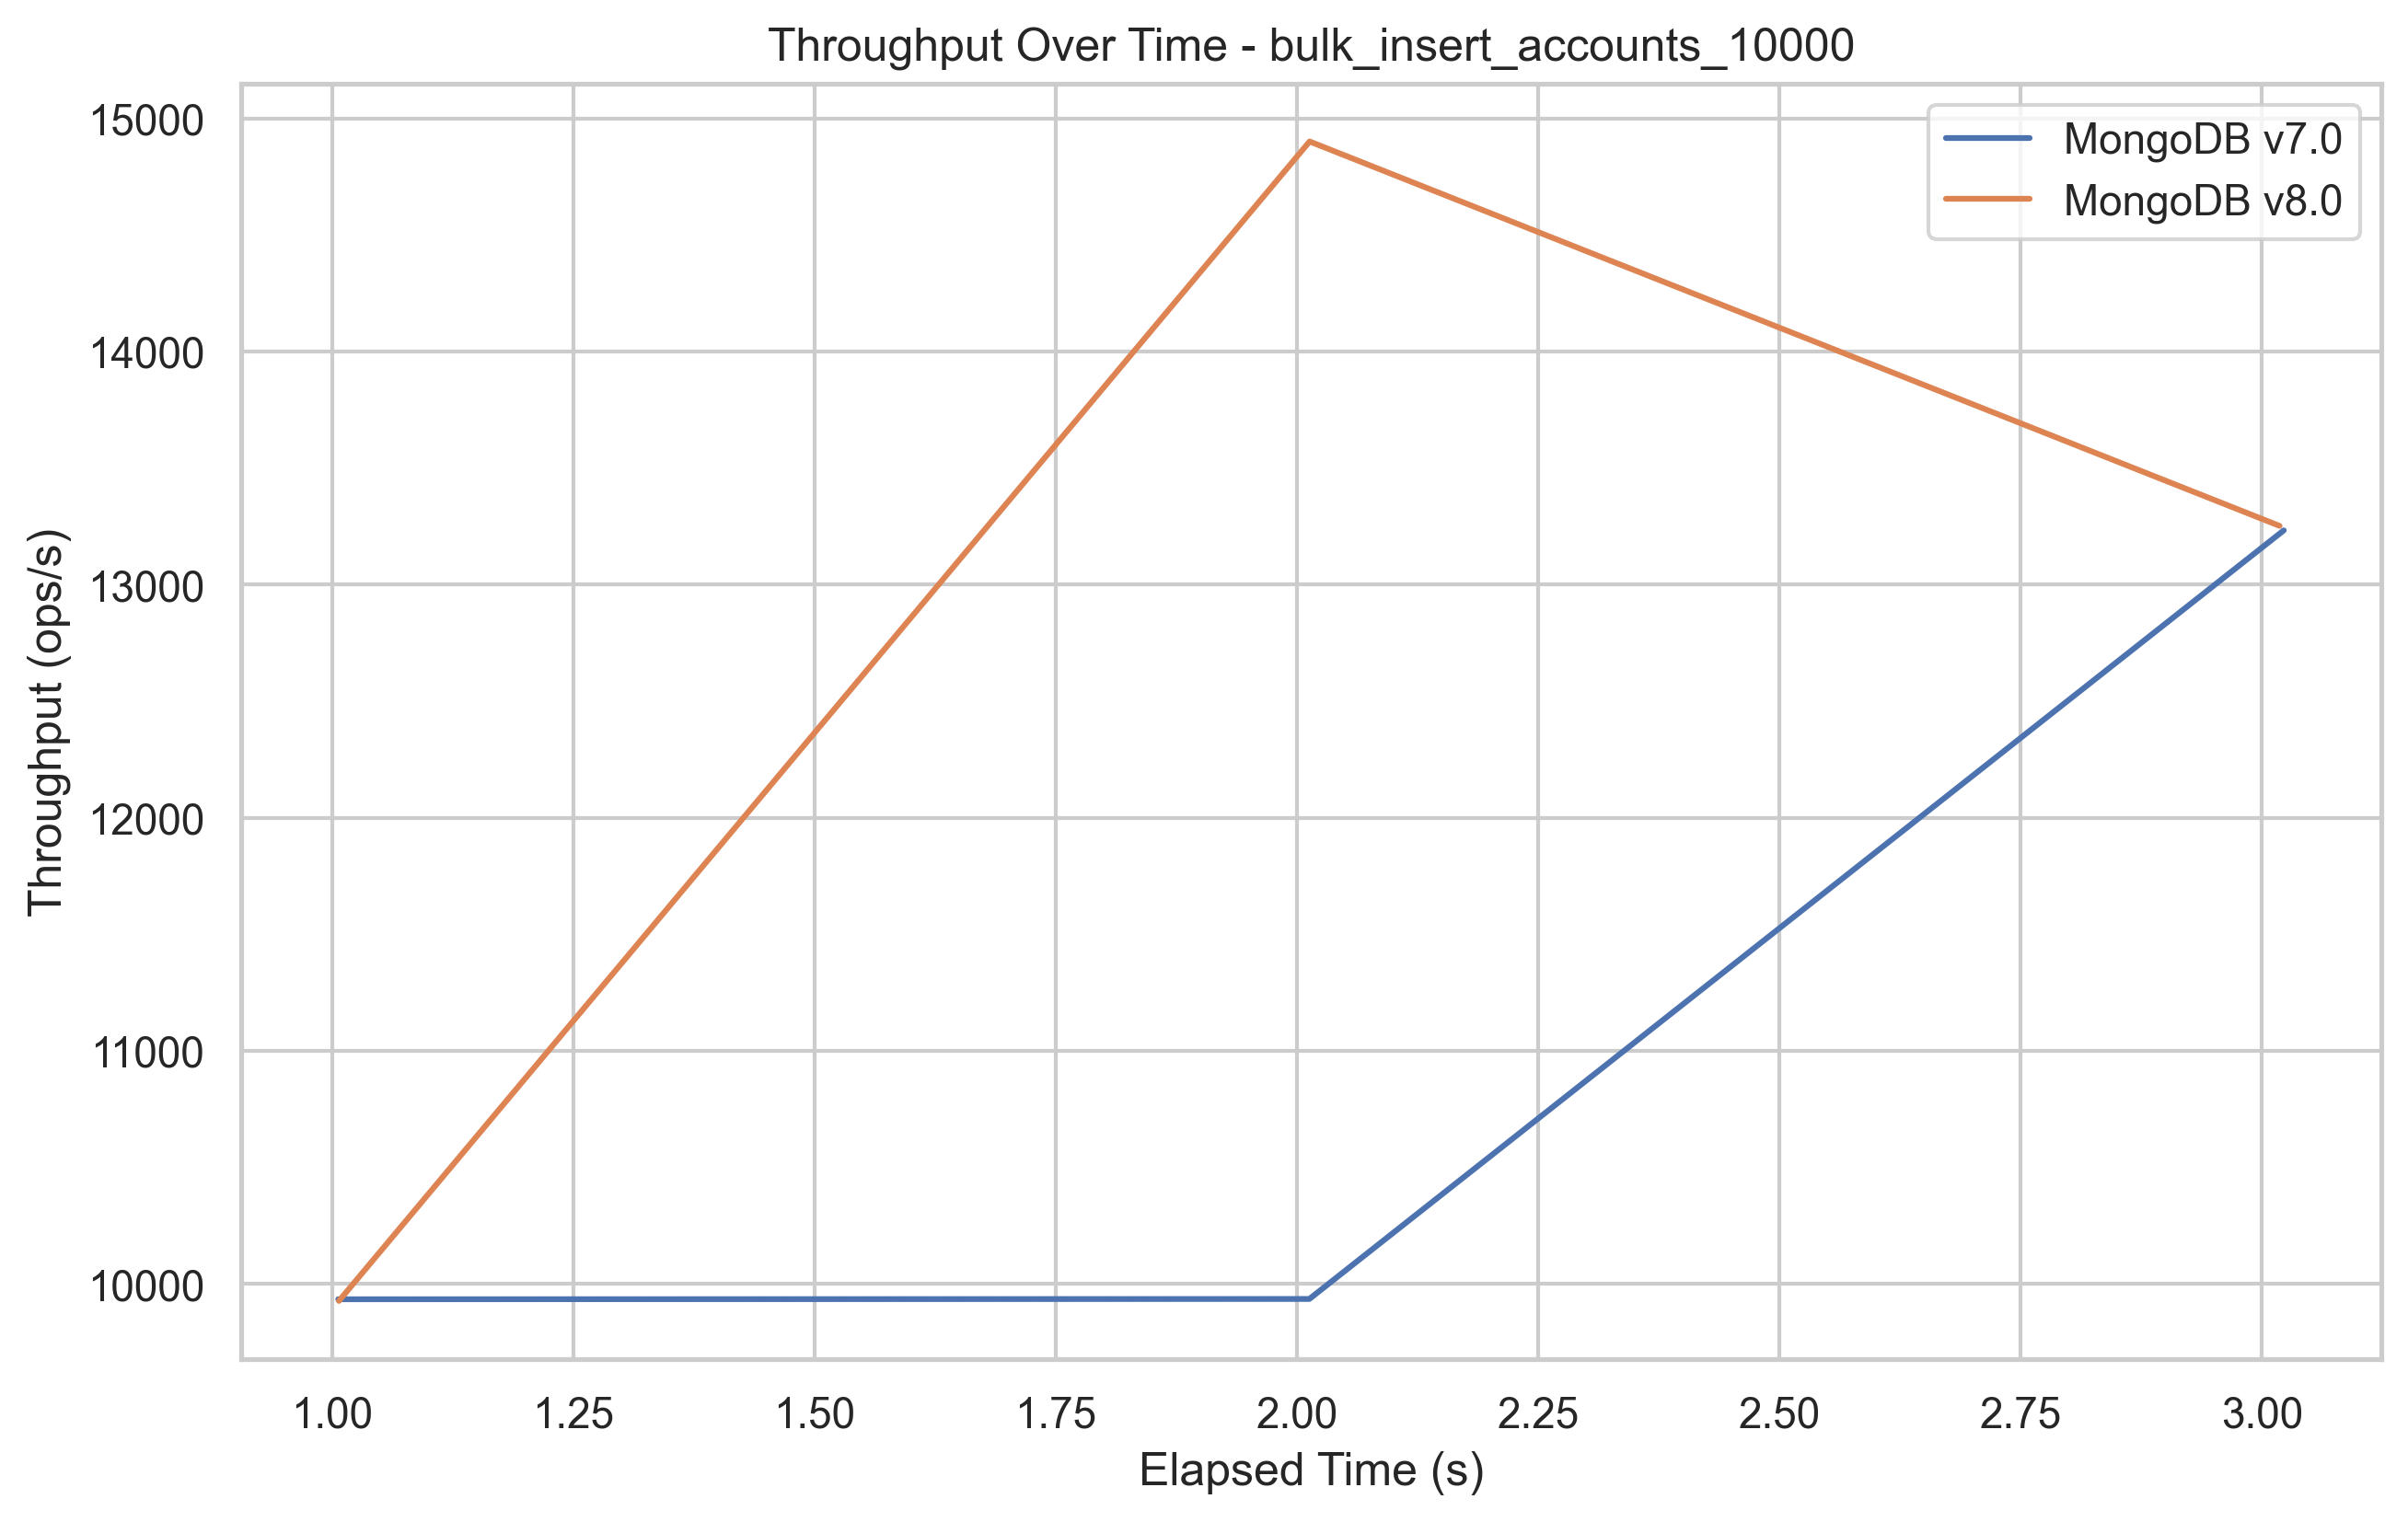 Throughput Over Time - bulk_insert_accounts_10000
MongoDB v7.0
MongoDB v8.0
Throughput (ops/s)
15000
14000
13000
12000
11000
10000
1.00 1.25 1.50 1.75 2.00 2.25 2.50 2.75 3.00
Elapsed Time (s)